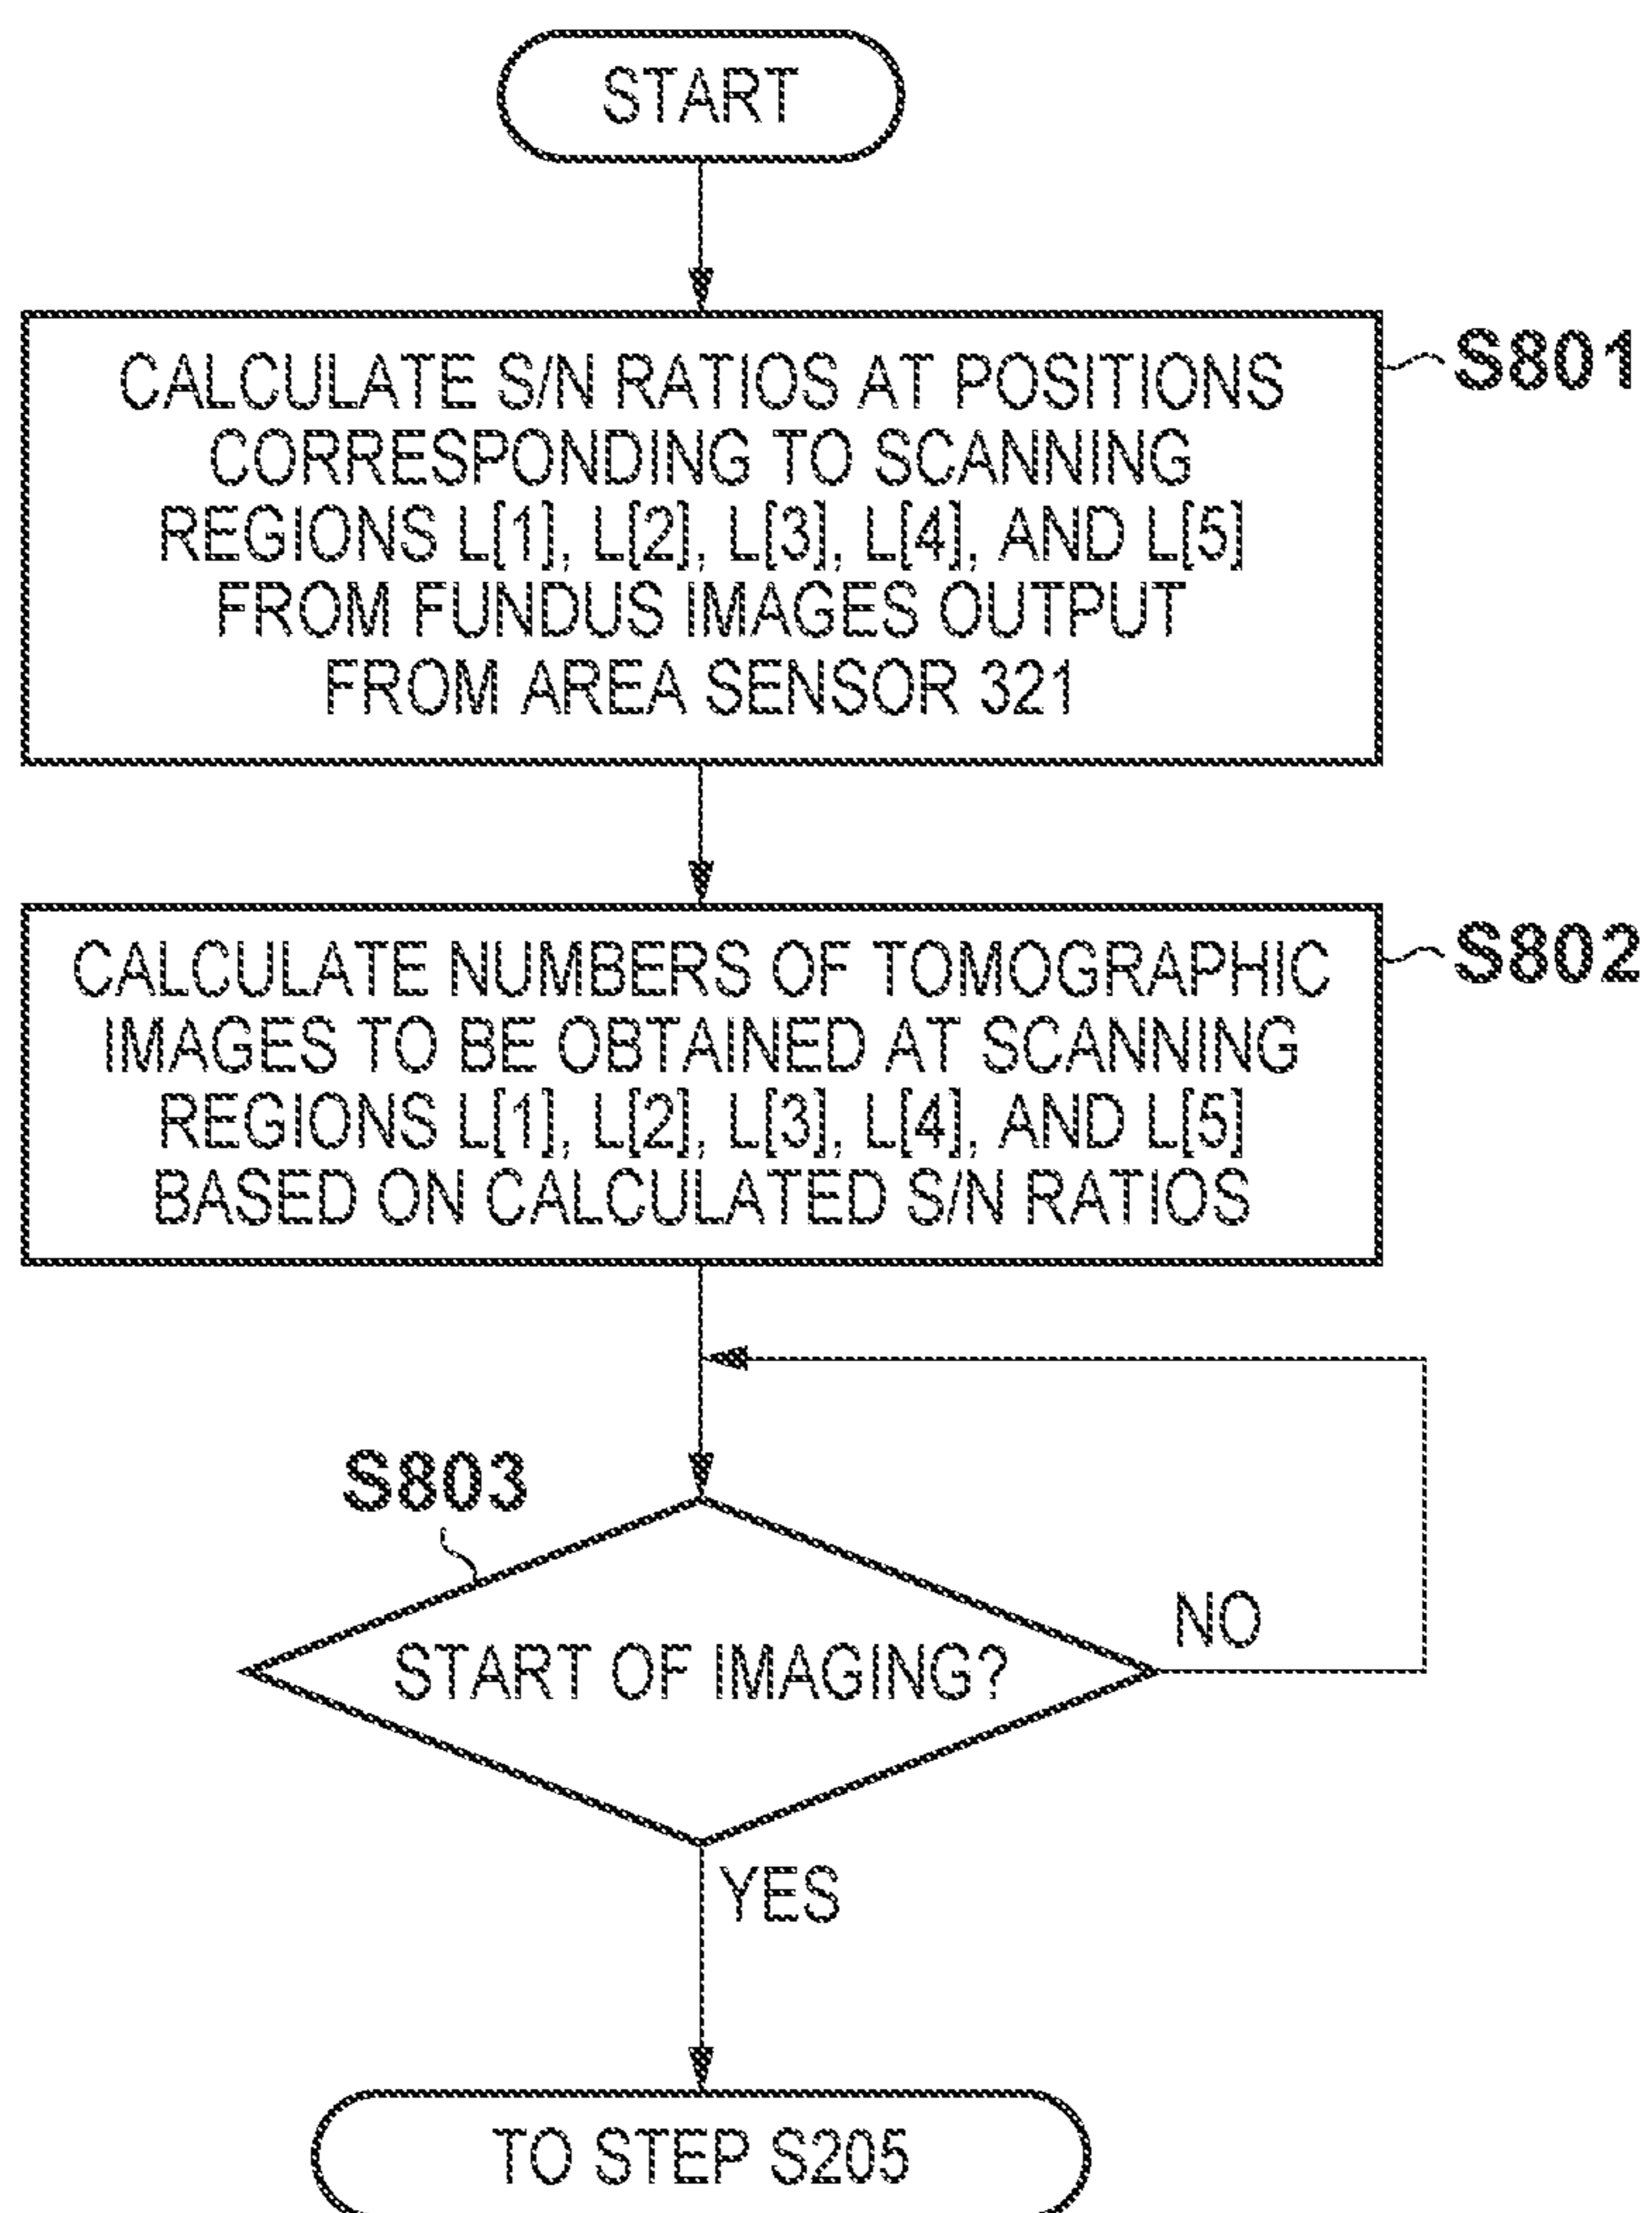 START
S801
CALCULATE S/N RATIOS AT POSITIONS
CORRESPONDING TO SCANNING
REGIONS L[1], L[2], L[3], L[4], AND L[5]
FROM FUNDUS IMAGES OUTPUT
FROM AREA SENSOR 321
S802
CALCULATE NUMBERS OF TOMOGRAPHIC
IMAGES TO BE OBTAINED AT SCANNING
REGIONS L[1], L[2], L[3], L[4], AND L[5]
BASED ON CALCULATED S/N RATIOS
S803
START OF IMAGING?
NO
YES
TO STEP S205